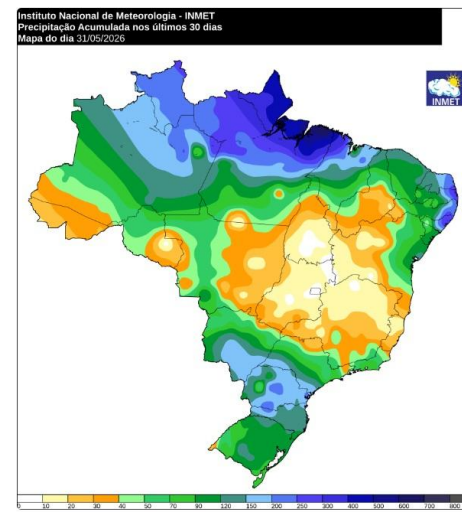 Instituto Nacional de Meteorologia - INMET
Precipitação Acumulada nos últimos 30 dias
Mapa do dia 31/05/2026
INMET
0 10 20 30 40 50 70 90 120 150 200 250 300 400 500 600 700 800